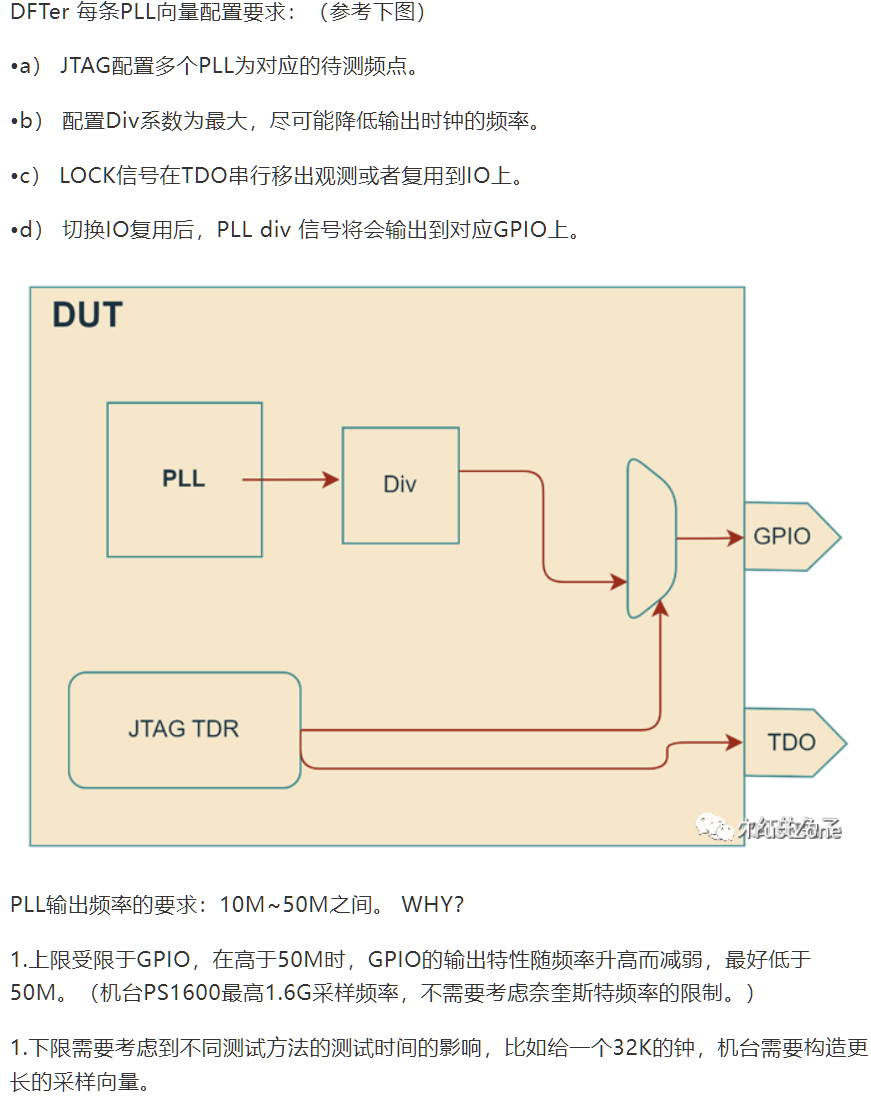 DFTer 每条PLL向量配置要求：（参考下图）
•a） JTAG配置多个PLL为对应的待测频点。
•b） 配置Div系数为最大，尽可能降低输出时钟的频率。
•c） LOCK信号在TDO串行移出观测或者复用到IO上。
•d） 切换IO复用后，PLL div 信号将会输出到对应GPIO上。
DUT
PLL
Div
GPIO
JTAG TDR
TDO
TrustZone
PLL输出频率的要求：10M~50M之间。 WHY?
1.上限受限于GPIO，在高于50M时，GPIO的输出特性随频率升高而减弱，最好低于
50M。（机台PS1600最高1.6G采样频率，不需要考虑奈奎斯特频率的限制。）
1.下限需要考虑到不同测试方法的测试时间的影响，比如给一个32K的钟，机台需要构造更
长的采样向量。